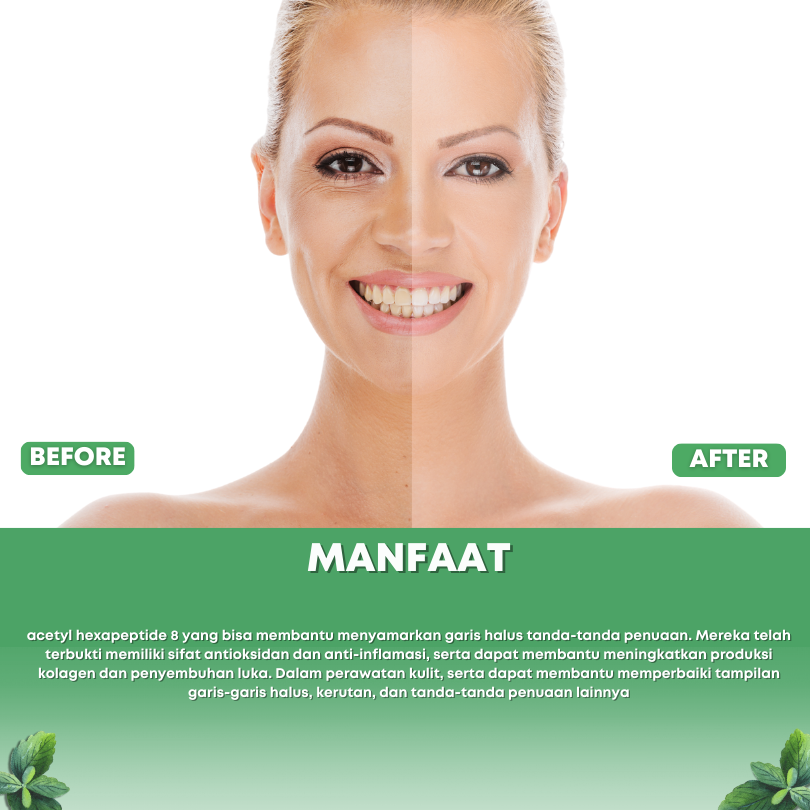 BEFORE
AFTER
MANFAAT
acetyl hexapeptide 8 yang bisa membantu menyamarkan garis halus tanda-tanda penuaan. Mereka telah
terbukti memiliki sifat antioksidan dan anti-inflamasi, serta dapat membantu meningkatkan produksi
kolagen dan penyembuhan luka. Dalam perawatan kulit, serta dapat membantu memperbaiki tampilan
garis-garis halus, kerutan, dan tanda-tanda penuaan lainnya